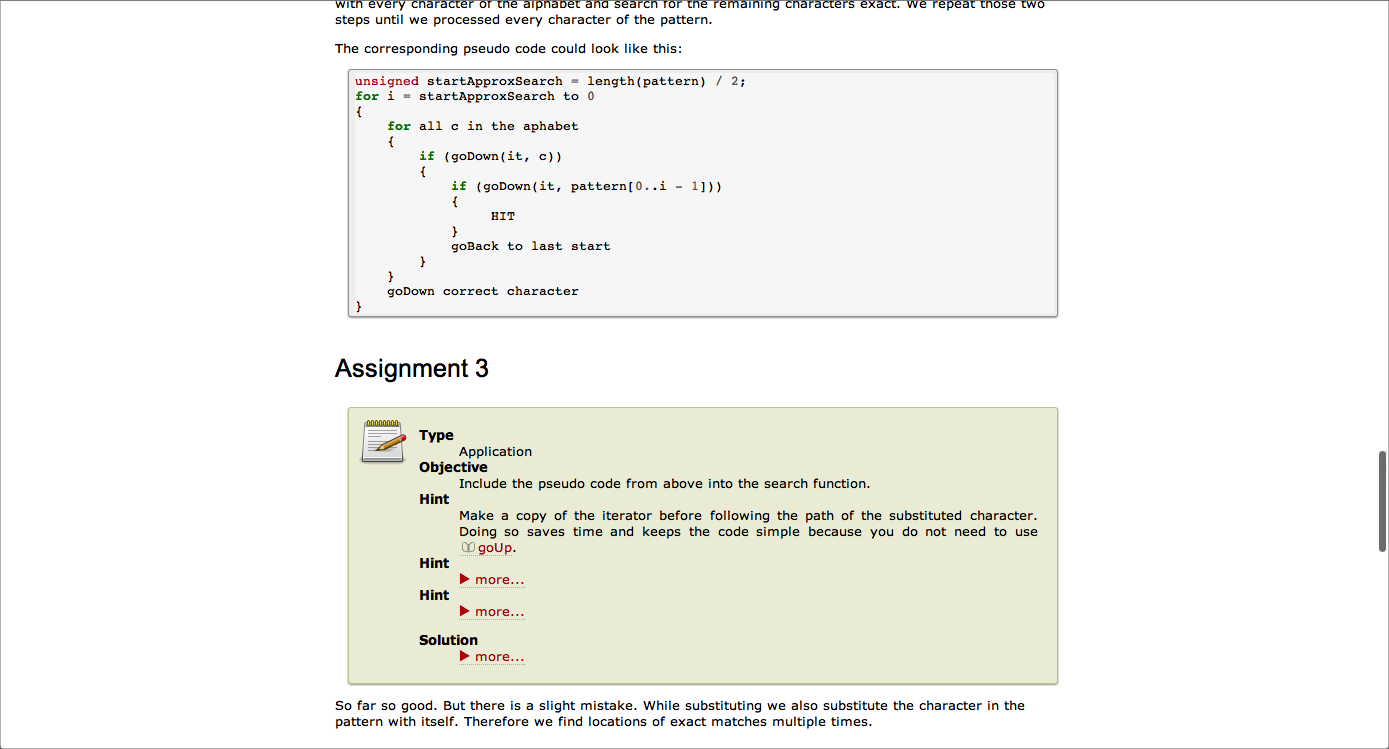 with every character of the alphabet and search for the remaining characters exact. We repeat those two
steps until we processed every character of the pattern.
The corresponding pseudo code could look like this:
unsigned startApproxSearch = length(pattern) / 2;
for i = startApproxSearch to 0
{
    for all c in the aphabet
    {
        if (goDown(it, c))
        {
            if (goDown(it, pattern[0..i - 1]))
            {
                 HIT
            }
            goBack to last start
        }
    }
    goDown correct character
}
Assignment 3
Type
Application
Objective
Include the pseudo code from above into the search function.
Hint
Make a copy of the iterator before following the path of the substituted character.
Doing so saves time and keeps the code simple because you do not need to use
goUp.
Hint
more...
Hint
more...
Solution
more...
So far so good. But there is a slight mistake. While substituting we also substitute the character in the
pattern with itself. Therefore we find locations of exact matches multiple times.